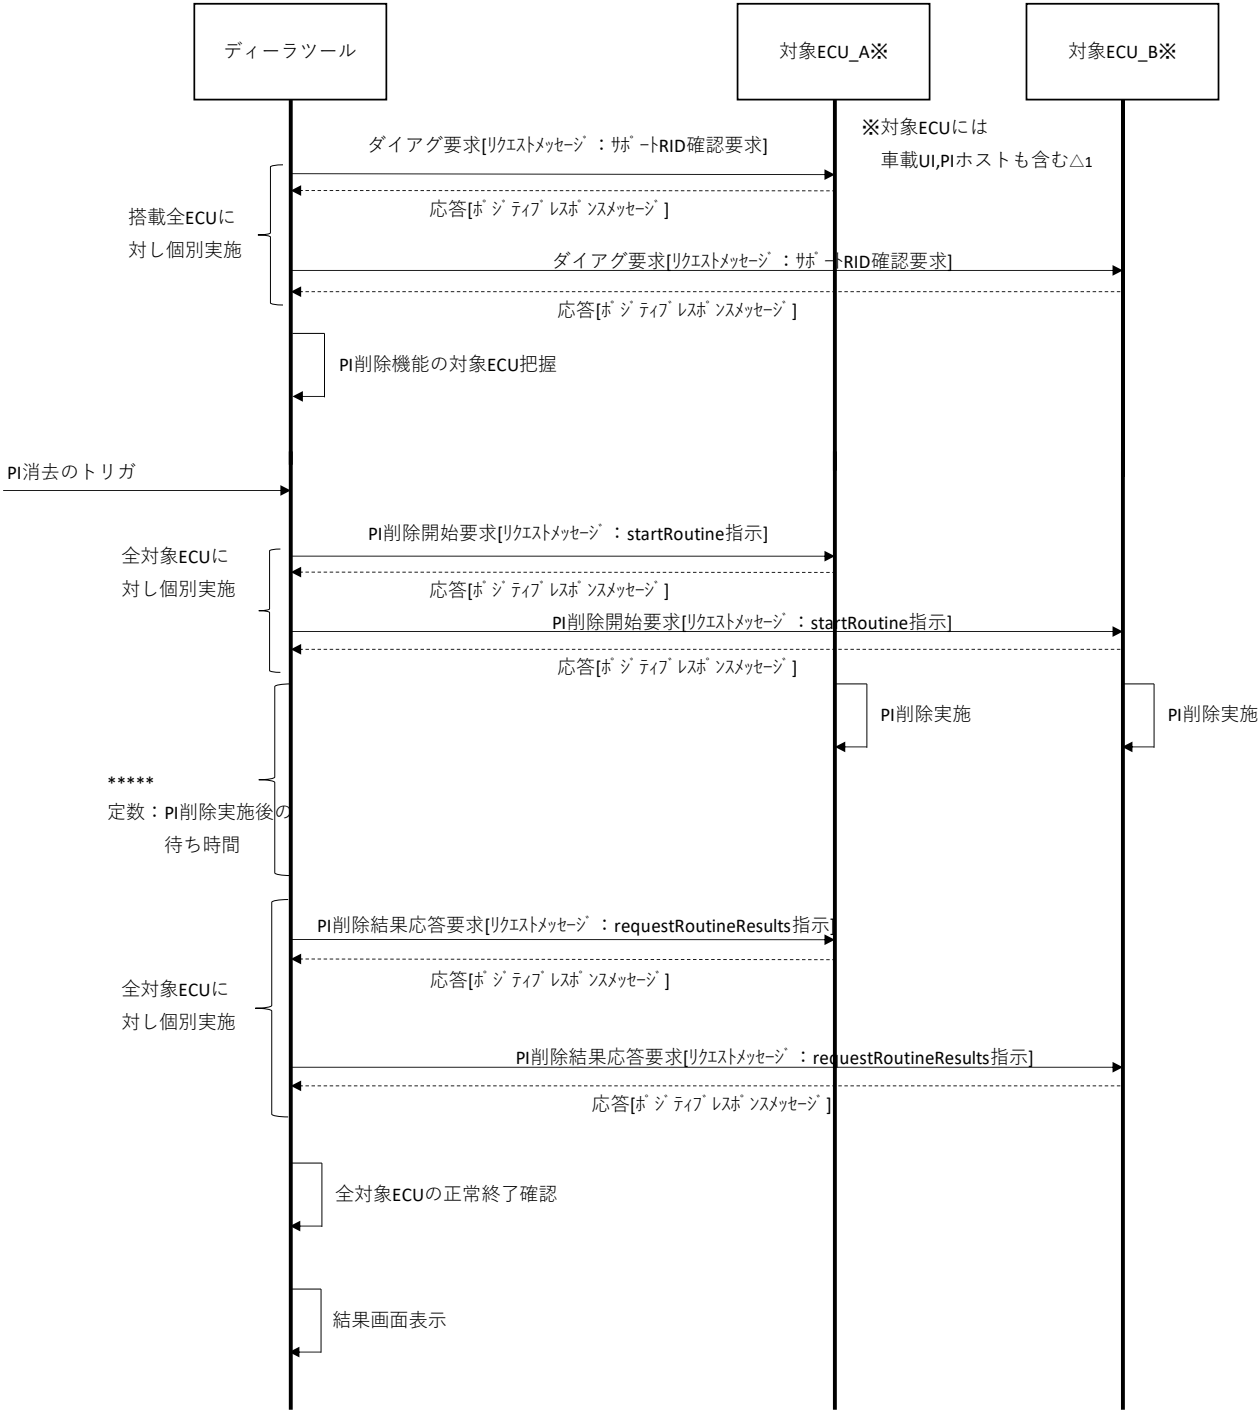 ディーラツール
対象ECU_A※
対象ECU_B※
※対象ECUには
車載UI,PIホストも含む△1
ダイアグ要求[ﾘｸｴｽﾄﾒｯｾｰｼﾞ：ｻﾎﾟｰﾄRID確認要求]
応答[ﾎﾟｼﾞﾃｨﾌﾞﾚｽﾎﾟﾝｽﾒｯｾｰｼﾞ]
搭載全ECUに
対し個別実施
ダイアグ要求[ﾘｸｴｽﾄﾒｯｾｰｼﾞ：ｻﾎﾟｰﾄRID確認要求]
応答[ﾎﾟｼﾞﾃｨﾌﾞﾚｽﾎﾟﾝｽﾒｯｾｰｼﾞ]
PI削除機能の対象ECU把握
PI消去のトリガ
PI削除開始要求[ﾘｸｴｽﾄﾒｯｾｰｼﾞ：startRoutine指示]
全対象ECUに
対し個別実施
応答[ﾎﾟｼﾞﾃｨﾌﾞﾚｽﾎﾟﾝｽﾒｯｾｰｼﾞ]
PI削除開始要求[ﾘｸｴｽﾄﾒｯｾｰｼﾞ：startRoutine指示]
応答[ﾎﾟｼﾞﾃｨﾌﾞﾚｽﾎﾟﾝｽﾒｯｾｰｼﾞ]
PI削除実施
PI削除実施
*****
定数：PI削除実施後の
待ち時間
PI削除結果応答要求[ﾘｸｴｽﾄﾒｯｾｰｼﾞ：requestRoutineResults指示]
応答[ﾎﾟｼﾞﾃｨﾌﾞﾚｽﾎﾟﾝｽﾒｯｾｰｼﾞ]
全対象ECUに
対し個別実施
PI削除結果応答要求[ﾘｸｴｽﾄﾒｯｾｰｼﾞ：requestRoutineResults指示]
応答[ﾎﾟｼﾞﾃｨﾌﾞﾚｽﾎﾟﾝｽﾒｯｾｰｼﾞ]
全対象ECUの正常終了確認
結果画面表示